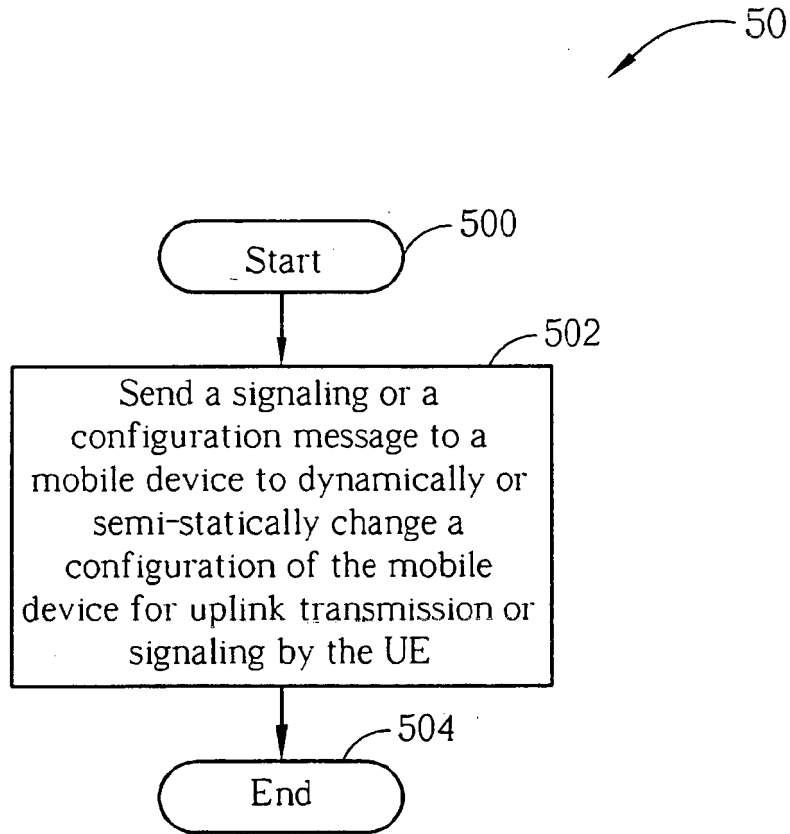 50
500
Start
502
Send a signaling or a
configuration message to a
mobile device to dynamically or
semi-statically change a
configuration of the mobile
device for uplink transmission or
signaling by the UE
504
End